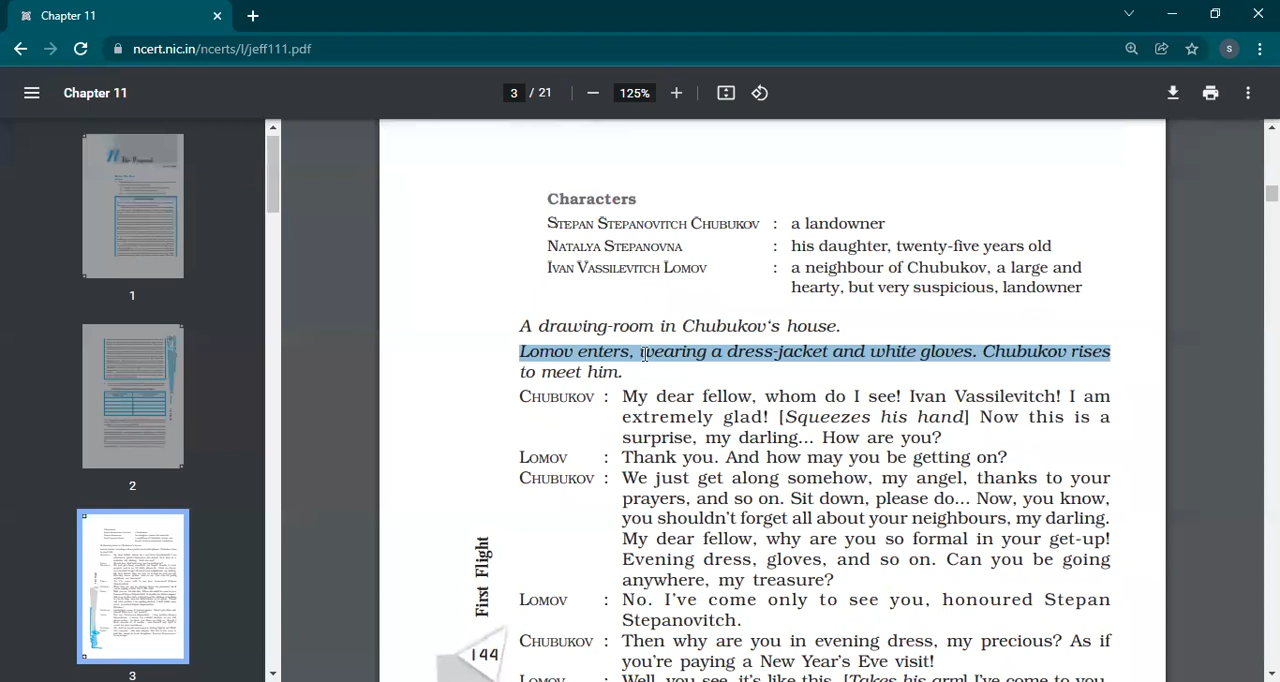 Chapter 11
ncert.nic.in/ncerts/l/jeff111.pdf
S
Chapter 11
3 / 21
125%
1
2
3
Characters
STEPAN STEPANOVITCH CHUBUKOV : a landowner
NATALYA STEPANOVNA : his daughter, twenty-five years old
IVAN VASSILEVITCH LOMOV : a neighbour of Chubukov, a large and
hearty, but very suspicious, landowner
A drawing-room in Chubukov‘s house.
Lomov enters, wearing a dress-jacket and white gloves. Chubukov rises
to meet him.
CHUBUKOV : My dear fellow, whom do I see! Ivan Vassilevitch! I am
extremely glad! [Squeezes his hand] Now this is a
surprise, my darling... How are you?
LOMOV : Thank you. And how may you be getting on?
CHUBUKOV : We just get along somehow, my angel, thanks to your
prayers, and so on. Sit down, please do... Now, you know,
you shouldn't forget all about your neighbours, my darling.
My dear fellow, why are you so formal in your get-up!
Evening dress, gloves, and so on. Can you be going
anywhere, my treasure?
LOMOV : No. I've come only to see you, honoured Stepan
Stepanovitch.
CHUBUKOV : Then why are you in evening dress, my precious? As if
you're paying a New Year's Eve visit!
LOMOV : Well, you see, it's like this. [Takes his arm] I've come to you,
First Flight
144